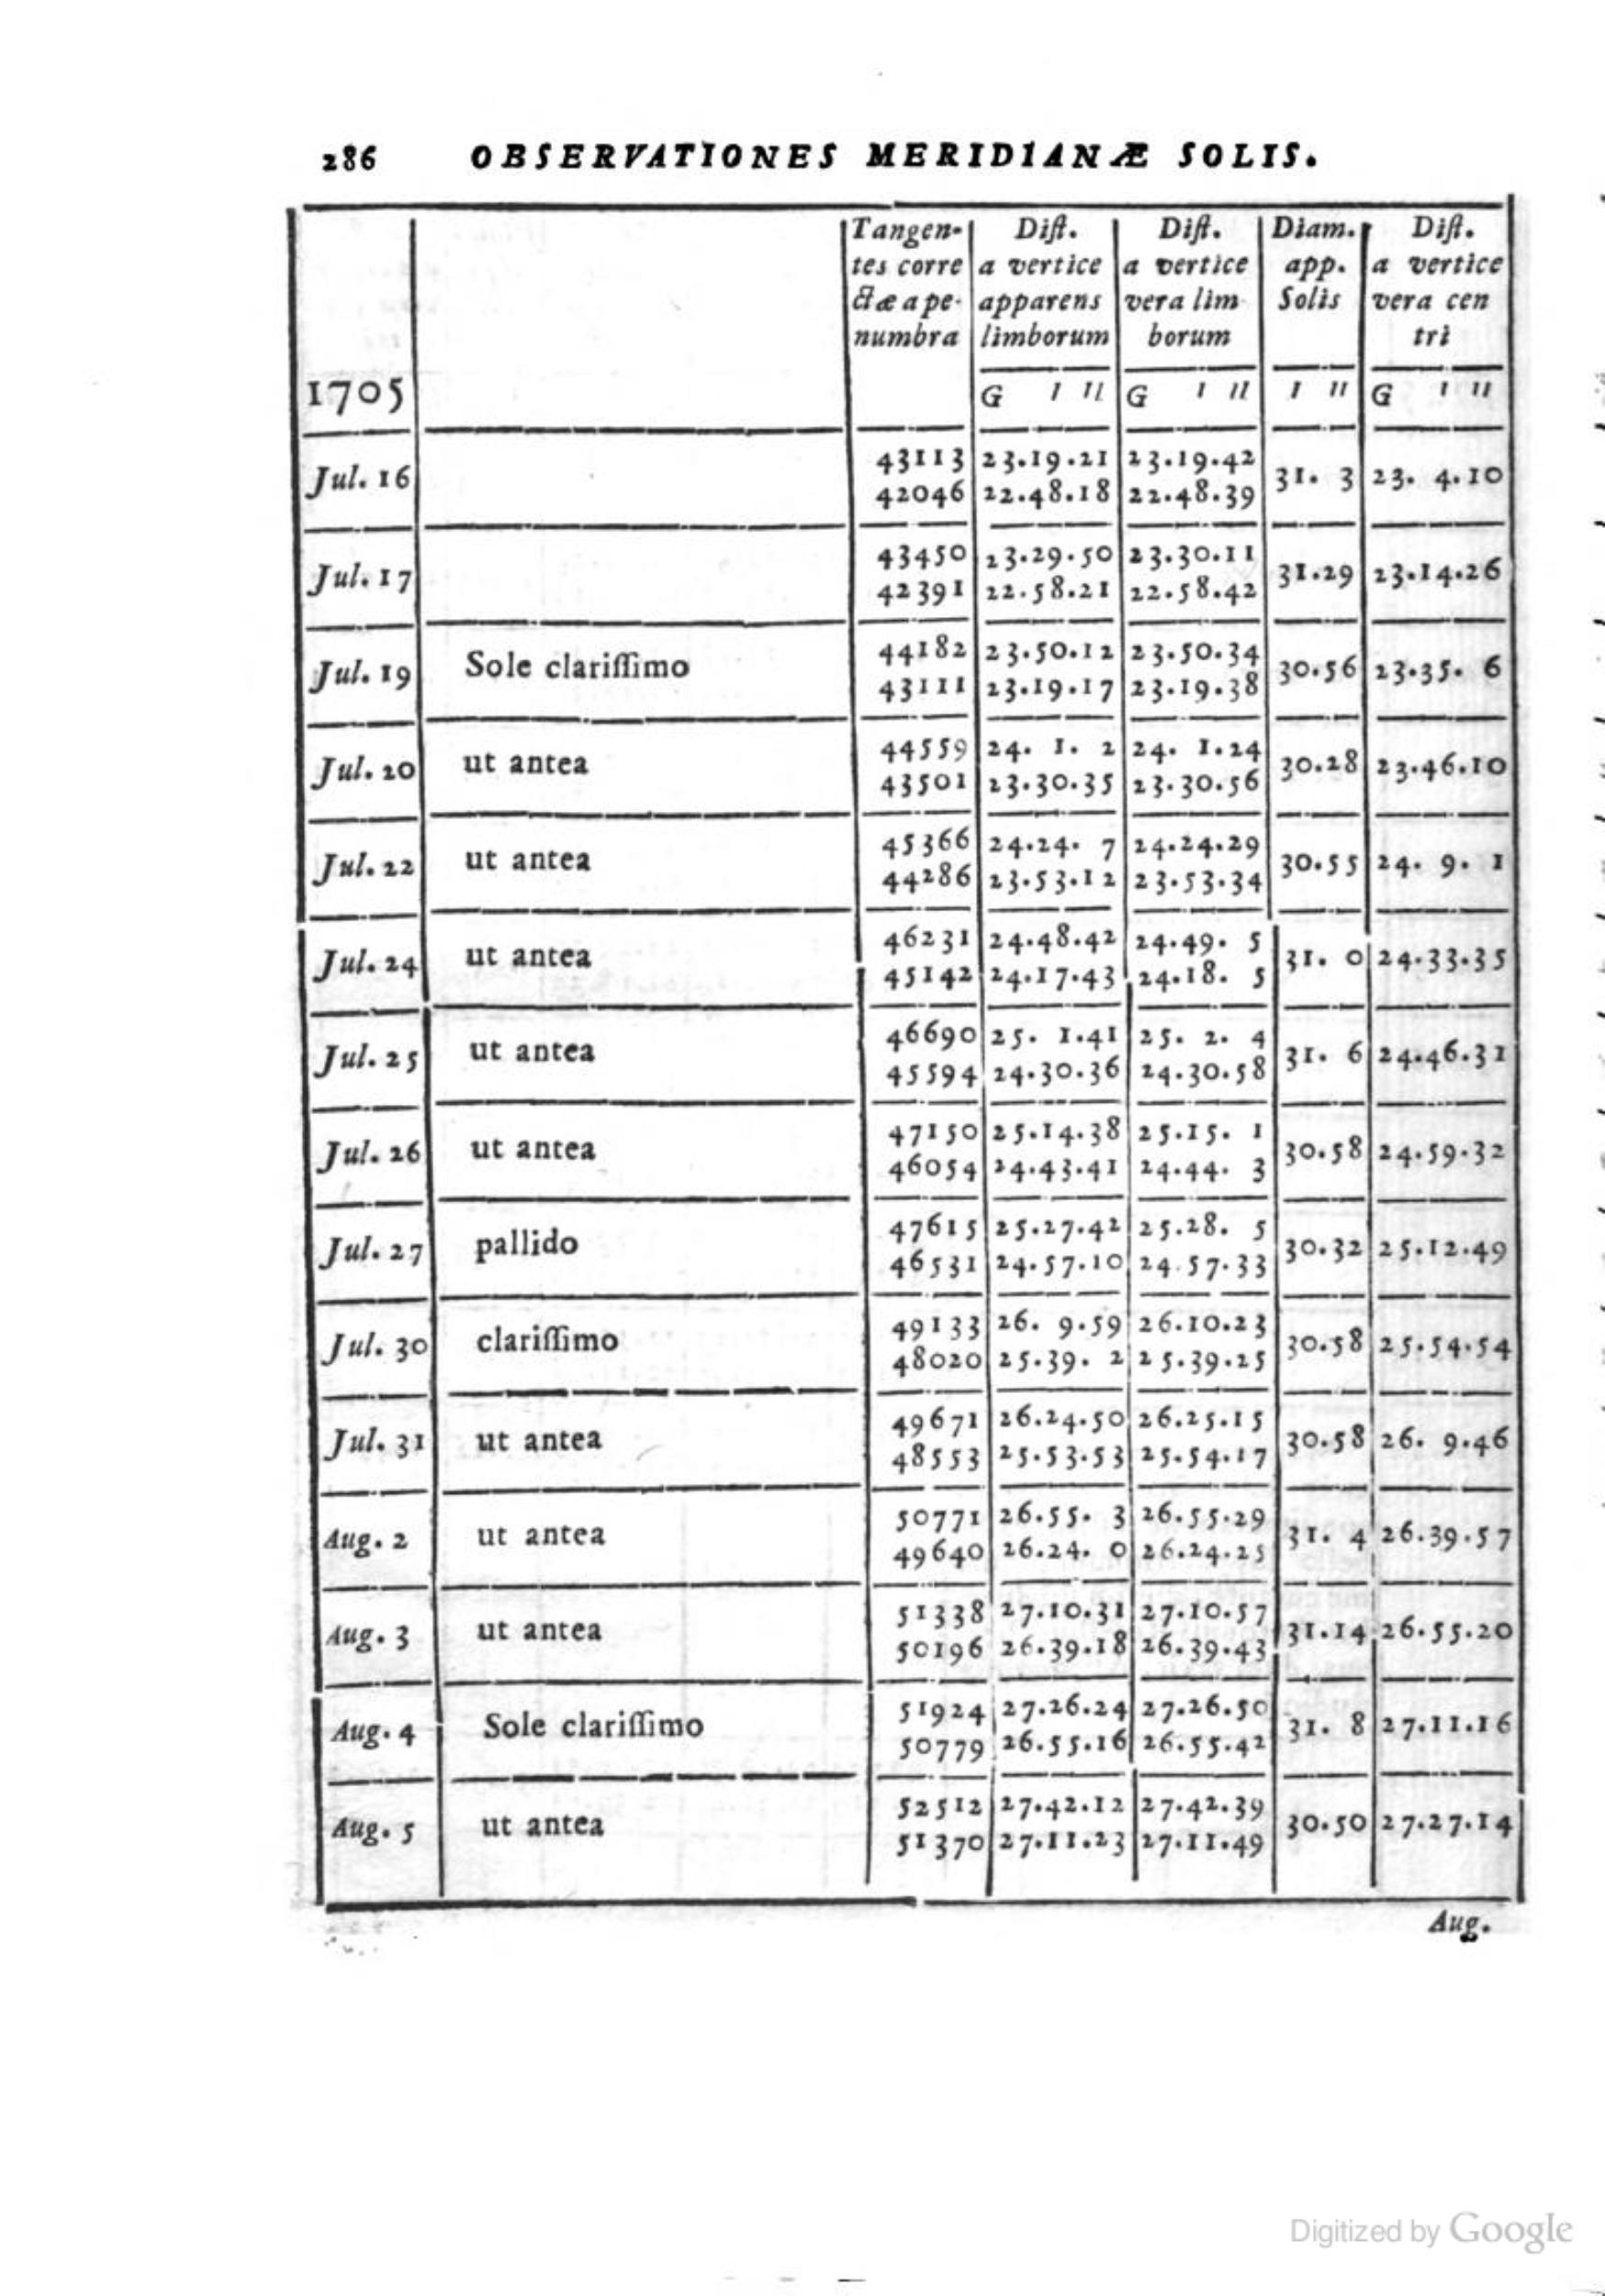 286 OBSERVATIONES MERIDIANÆ SOLIS.
Tangen- Diſt. Diſt. Diam. Diſt.
tes corre a vertice a vertice app. a vertice
ctæ a pe- apparens vera lim Solis vera cen
numbra limborum borum tri
1705 G I II G I II I II G I II
43113 23.19.21 23.19.42
Jul. 16 31. 3 23. 4.10
42046 22.48.18 22.48.39
43450 23.29.50 23.30.11
Jul. 17 31.29 23.14.26
42391 22.58.21 22.58.42
44182 23.50.12 23.50.34
Jul. 19 Sole clariſſimo 30.56 23.35. 6
43111 23.19.17 23.19.38
44559 24. 1. 2 24. 1.24
Jul. 20 ut antea 30.28 23.46.10
43501 23.30.35 23.30.56
45366 24.24. 7 24.24.29
Jul. 22 ut antea 30.55 24. 9. 1
44286 23.53.12 23.53.34
46231 24.48.42 24.49. 5
Jul. 24 ut antea 31. 0 24.33.35
45142 24.17.43 24.18. 5
46690 25. 1.41 25. 2. 4
Jul. 25 ut antea 31. 6 24.46.31
45594 24.30.36 24.30.58
47150 25.14.38 25.15. 1
Jul. 26 ut antea 30.58 24.59.32
46054 24.43.41 24.44. 3
47615 25.27.42 25.28. 5
Jul. 27 pallido 30.32 25.12.49
46531 24.57.10 24.57.33
49133 26. 9.59 26.10.23
Jul. 30 clariſſimo 30.58 25.54.54
48020 25.39. 2 25.39.25
49671 26.24.50 26.25.15
Jul. 31 ut antea 30.58 26. 9.46
48553 25.53.53 25.54.17
50771 26.55. 3 26.55.29
Aug. 2 ut antea 31. 4 26.39.57
49640 26.24. 0 26.24.25
51338 27.10.31 27.10.57
Aug. 3 ut antea 31.14 26.55.20
50196 26.39.18 26.39.43
51924 27.26.24 27.26.50
Aug. 4 Sole clariſſimo 31. 8 27.11.16
50779 26.55.16 26.55.42
52512 27.42.12 27.42.39
Aug. 5 ut antea 30.50 27.27.14
51370 27.11.23 27.11.49
Aug.
Digitized by Google